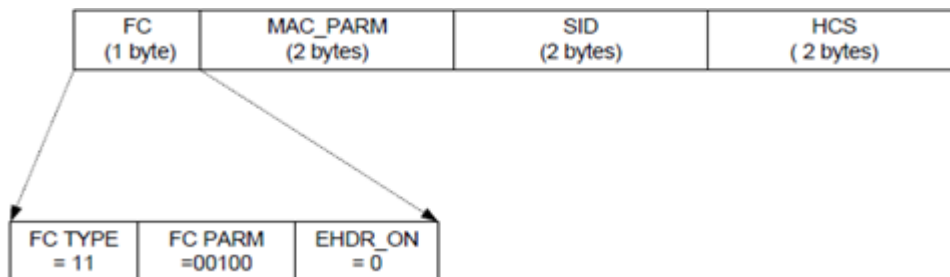 FC
(1 byte)
MAC_PARM
(2 bytes)
SID
(2 bytes)
HCS
( 2 bytes)
FC TYPE
= 11
FC PARM
=00100
EHDR_ON
= 0